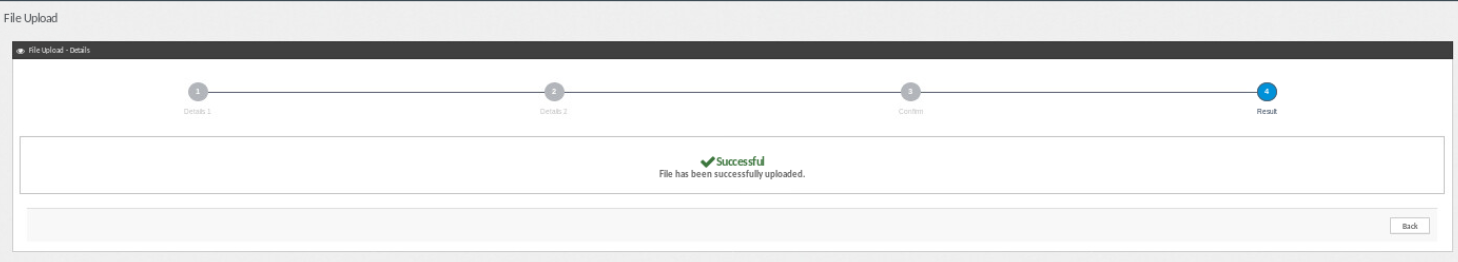 File Upload
File Upload - Details
1
2
3
4
Details 1
Details 2
Confirm
Result
Successful
File has been successfully uploaded.
Back